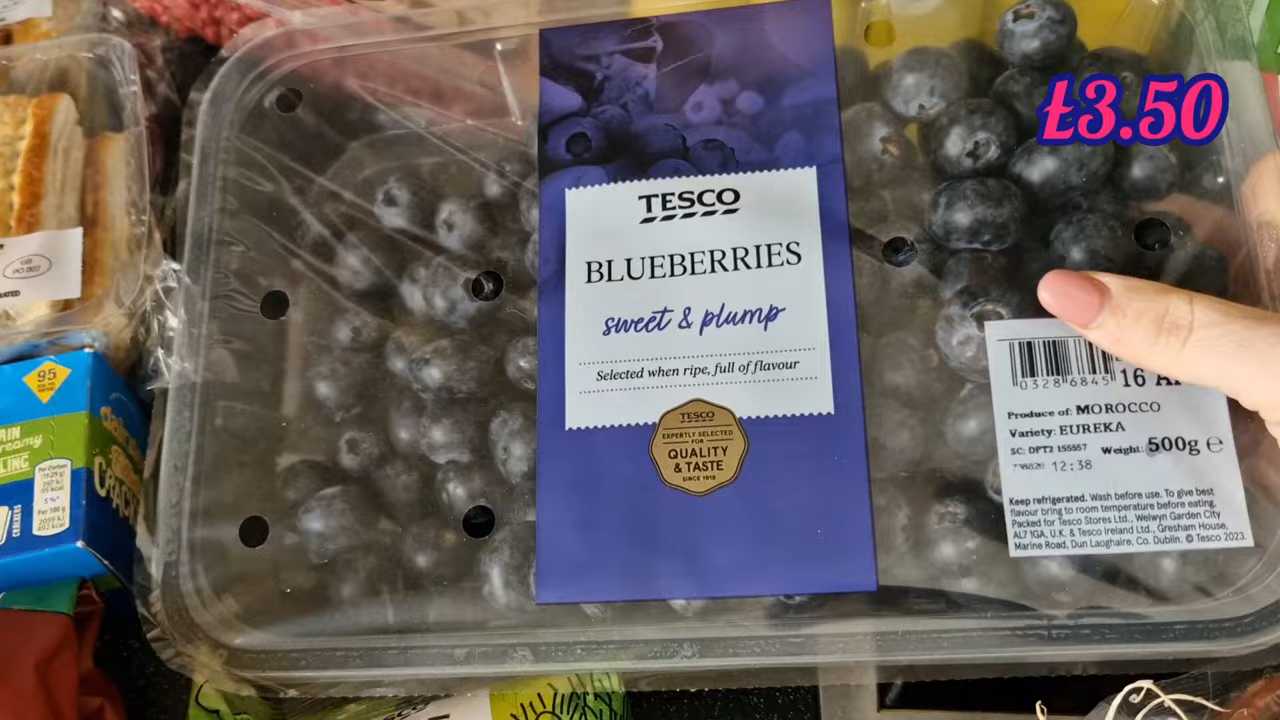 £3.50
TESCO
BLUEBERRIES
sweet & plump
Selected when ripe, full of flavour
TESCO
EXPERTLY SELECTED
FOR
QUALITY
& TASTE
SINCE 1919
0328 6845
16
Produce of: MOROCCO
Variety: EUREKA
SC: DPT2 155557 Weight: 500g e
12:38
Keep refrigerated. Wash before use. To give best
flavour bring to room temperature before eating.
Packed for Tesco Stores Ltd., Welwyn Garden City
AL7 1GA, U.K. & Tesco Ireland Ltd., Gresham House,
Marine Road, Dun Laoghaire, Co. Dublin. © Tesco 2023.
95
Per 100 g
CRACKERS